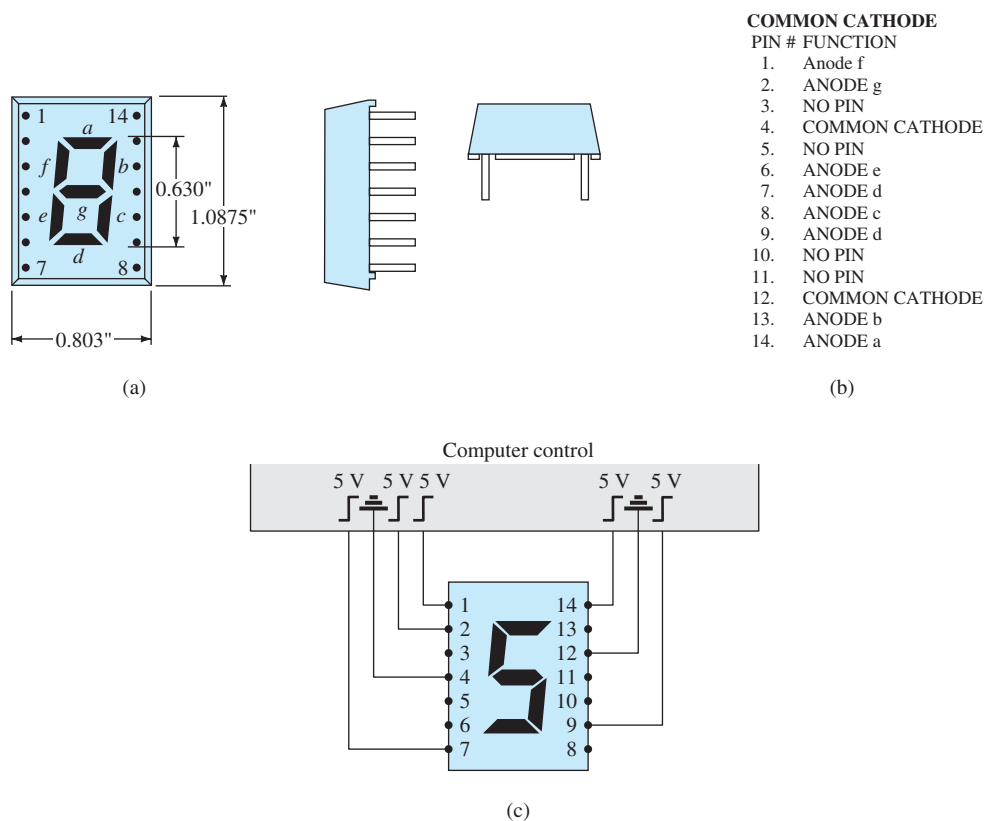 1 14
a
f b
0.630"
g
1.0875"
e c
d
7 8
0.803"
(a)
COMMON CATHODE
PIN # FUNCTION
1. Anode f
2. ANODE g
3. NO PIN
4. COMMON CATHODE
5. NO PIN
6. ANODE e
7. ANODE d
8. ANODE c
9. ANODE d
10. NO PIN
11. NO PIN
12. COMMON CATHODE
13. ANODE b
14. ANODE a
(b)
Computer control
5 V 5 V 5 V 5 V 5 V
1 14
2 13
3 12
4 11
5 10
6 9
7 8
5
(c)